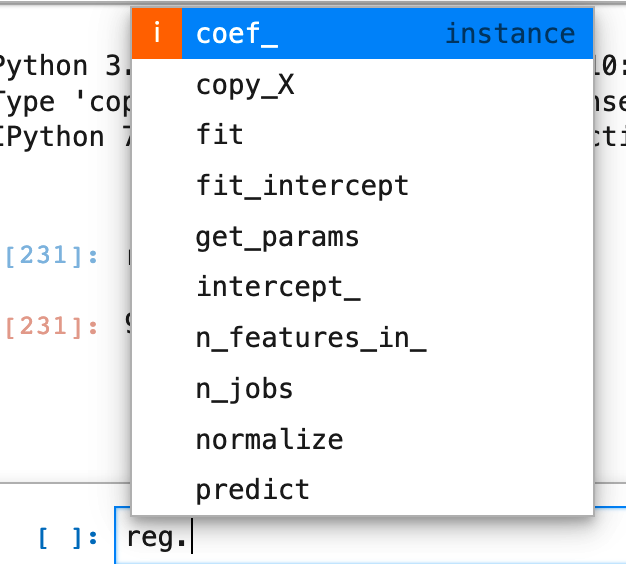 i coef_ instance
Python 3. 10:
Type 'cop nse
IPython 7 cti
copy_X
fit
fit_intercept
get_params
[231]:
intercept_
[231]: 9
n_features_in_
n_jobs
normalize
predict
[ ]: reg.